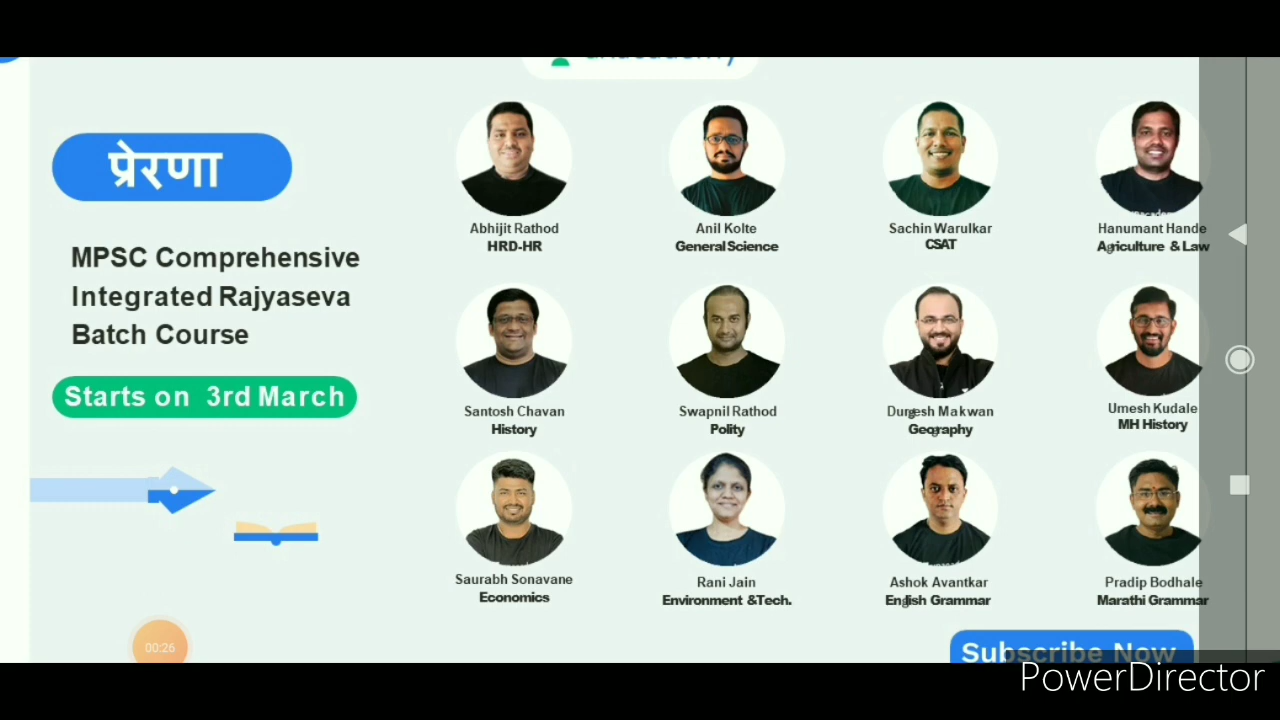 प्रेरणा
MPSC Comprehensive
Integrated Rajyaseva
Batch Course
Starts on 3rd March
Abhijit Rathod
HRD-HR
Anil Kolte
General Science
Sachin Warulkar
CSAT
Hanumant Hande
Agriculture & Law
Santosh Chavan
History
Swapnil Rathod
Polity
Durgesh Makwan
Geography
Umesh Kudale
MH History
Saurabh Sonavane
Economics
Rani Jain
Environment & Tech.
Ashok Avantkar
English Grammar
Pradip Bodhale
Marathi Grammar
00:26
Subscribe Now
PowerDirector